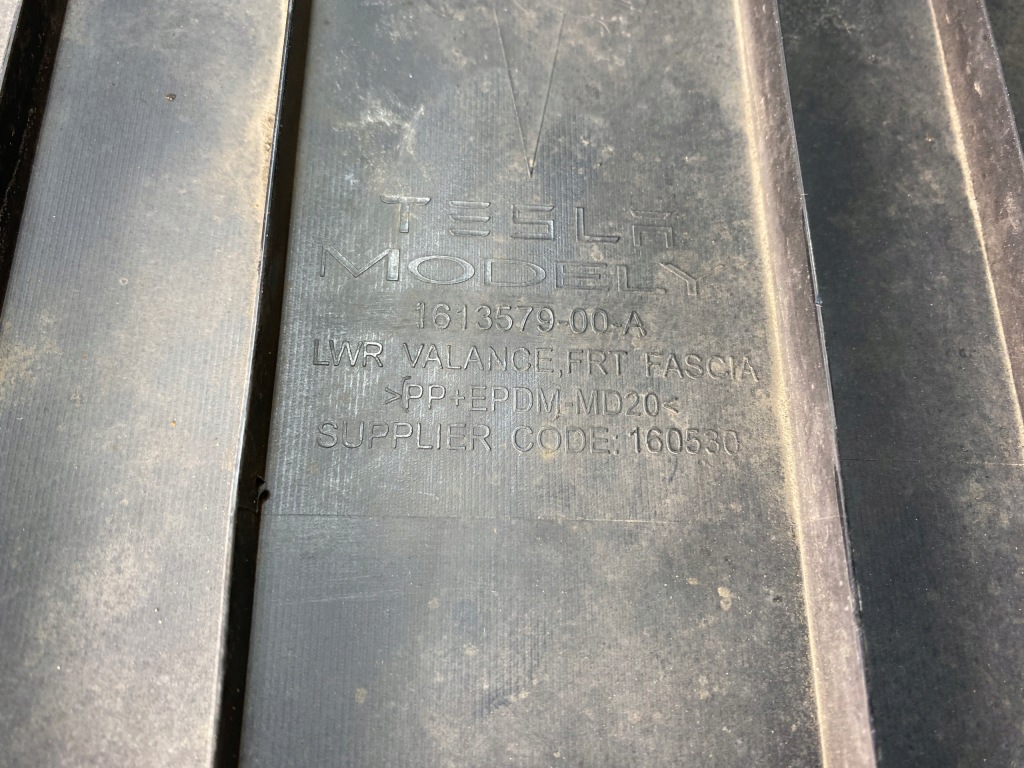 TESLA
MODEL Y
1613579-00-A
LWR VALANCE,FRT FASCIA
>PP+EPDM-MD20<
SUPPLIER CODE:160530